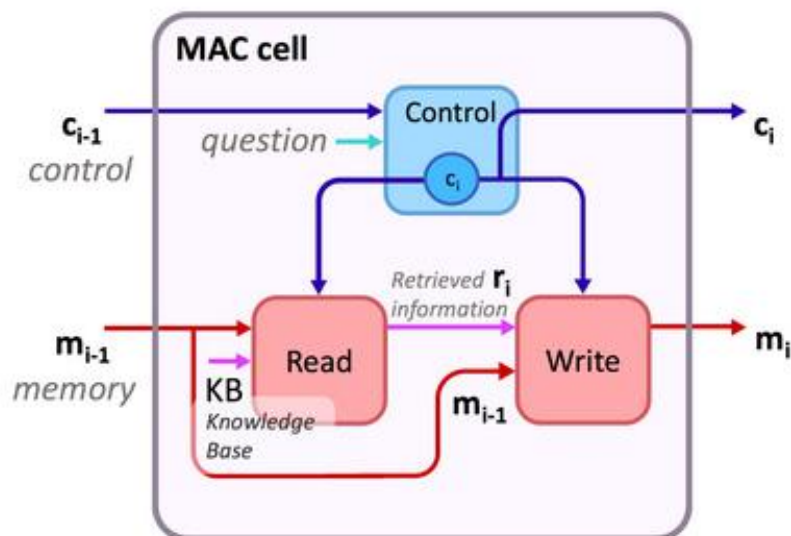 MAC cell
c_{i-1}
control
question
Control
c_i
c_i
Retrieved r_i
information
m_{i-1}
memory
Read
Write
m_i
KB
Knowledge
Base
m_{i-1}